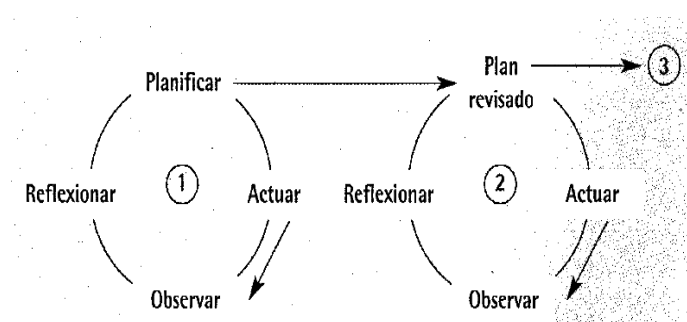 Planificar
Plan
revisado
3
Reflexionar
1
Actuar
Reflexionar
2
Actuar
Observar
Observar